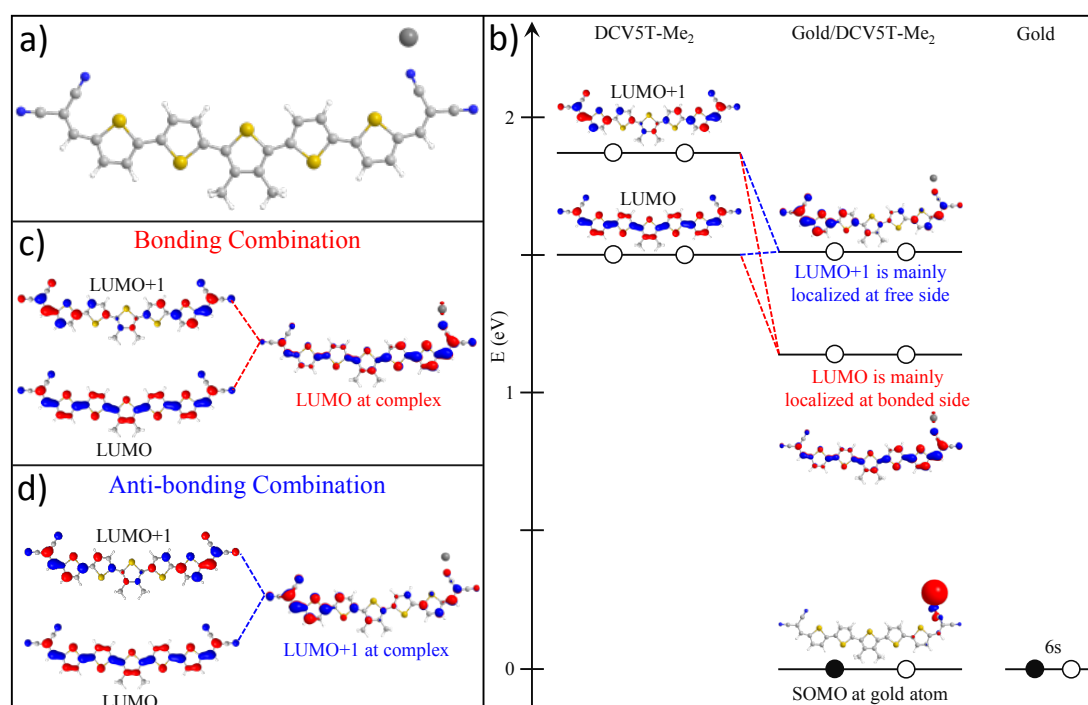 a)
c)
Bonding Combination
LUMO+1
LUMO at complex
LUMO
d)
Anti-bonding Combination
LUMO+1
LUMO+1 at complex
LUMO
b)
DCV5T-Me₂
Gold/DCV5T-Me₂
Gold
LUMO+1
2
LUMO
LUMO+1 is mainly
localized at free side
E (eV)
1
LUMO is mainly
localized at bonded side
6s
0
SOMO at gold atom